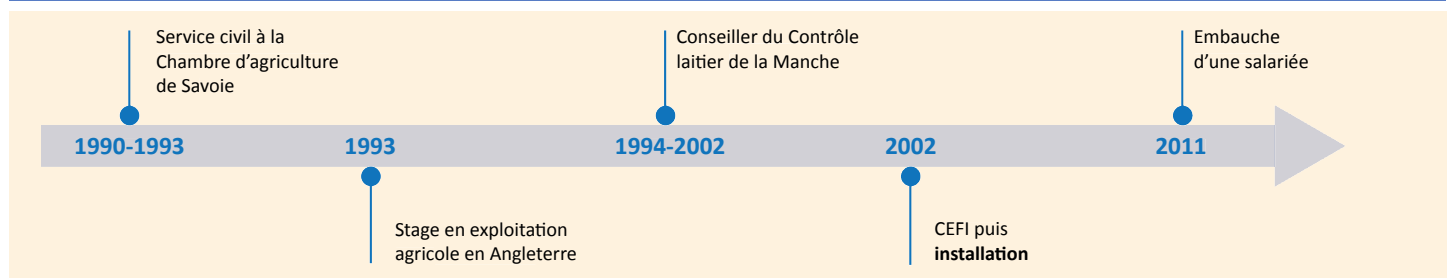 Service civil à la
Chambre d'agriculture
de Savoie
Conseiller du Contrôle
laitier de la Manche
Embauche
d'une salariée
1990-1993
1993
1994-2002
2002
2011
Stage en exploitation
agricole en Angleterre
CEFI puis
installation